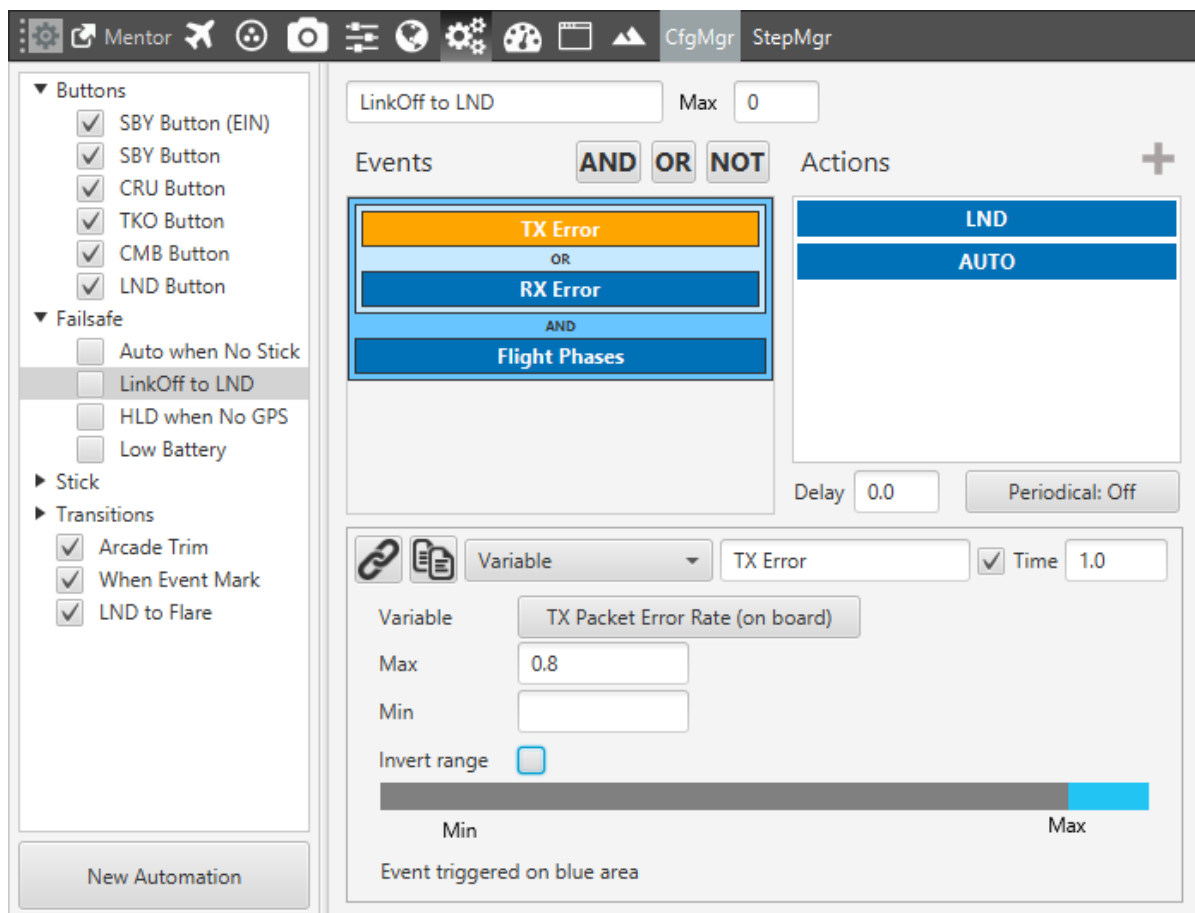 Mentor CfgMgr StepMgr
Buttons
SBY Button (EIN)
SBY Button
CRU Button
TKO Button
CMB Button
LND Button
Failsafe
Auto when No Stick
LinkOff to LND
HLD when No GPS
Low Battery
Stick
Transitions
Arcade Trim
When Event Mark
LND to Flare
New Automation
LinkOff to LND Max 0
Events AND OR NOT
TX Error
OR
RX Error
AND
Flight Phases
Actions
LND
AUTO
Delay 0.0 Periodical: Off
Variable TX Error Time 1.0
Variable TX Packet Error Rate (on board)
Max 0.8
Min
Invert range
Min Max
Event triggered on blue area